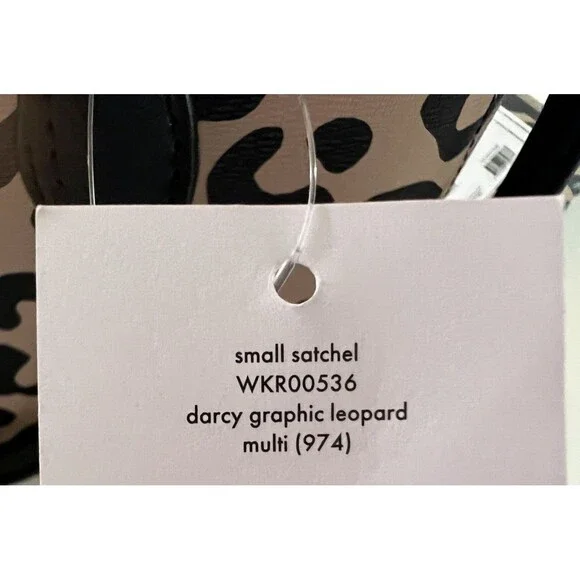 small satchel
WKR00536
darcy graphic leopard
multi (974)